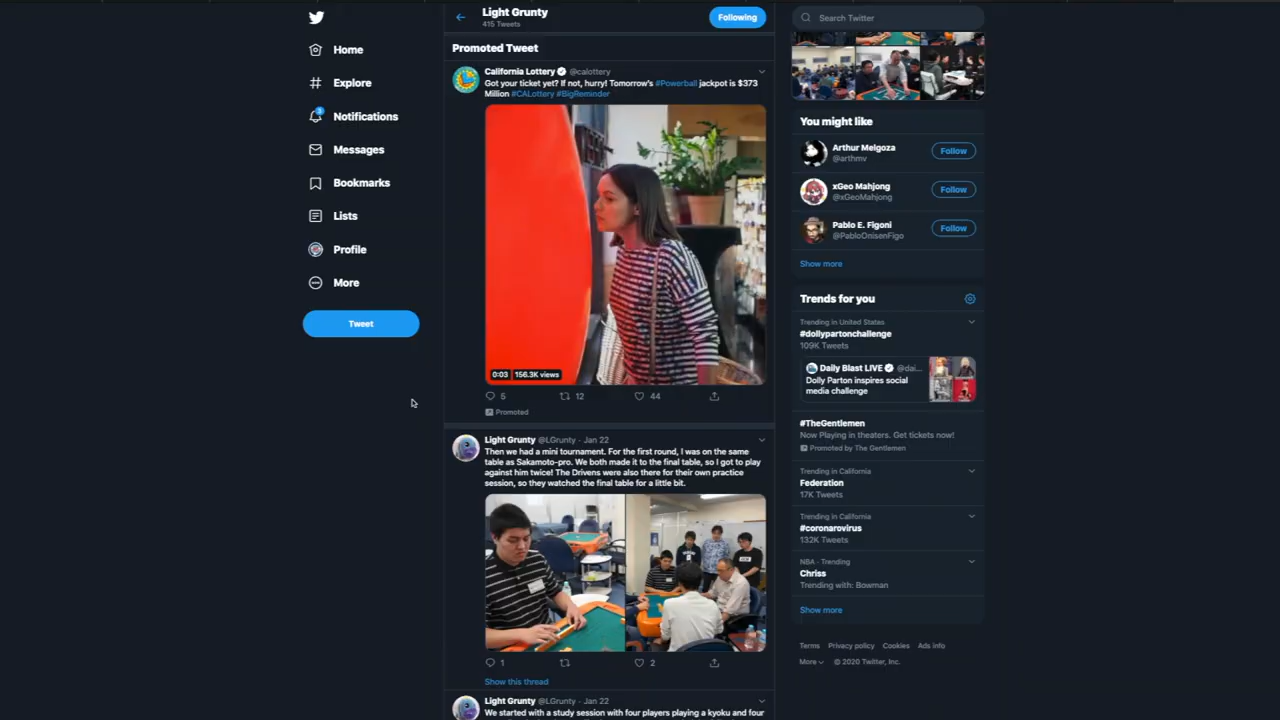 Home
Explore
3
Notifications
Messages
Bookmarks
Lists
Profile
More
Tweet
Light Grunty
415 Tweets
Following
Promoted Tweet
California Lottery @calottery
Got your ticket yet? If not, hurry! Tomorrow's #Powerball jackpot is $373
Million #CALottery #BigReminder
0:03 156.3K views
5 12 44
Promoted
Light Grunty @LGrunty · Jan 22
Then we had a mini tournament. For the first round, I was on the same
table as Sakamoto-pro. We both made it to the final table, so I got to play
against him twice! The Drivens were also there for their own practice
session, so they watched the final table for a little bit.
1 2
Show this thread
Light Grunty @LGrunty · Jan 22
We started with a study session with four players playing a kyoku and four
Search Twitter
You might like
Arthur Melgoza
@arthmv
Follow
xGeo Mahjong
@xGeoMahjong
Follow
Pablo E. Figoni
@PabloOnisenFigo
Follow
Show more
Trends for you
Trending in United States
#dollypartonchallenge
109K Tweets
Daily Blast LIVE @dai...
Dolly Parton inspires social
media challenge
#TheGentlemen
Now Playing in theaters. Get tickets now!
Promoted by The Gentlemen
Trending in California
Federation
17K Tweets
Trending in California
#coronarovirus
132K Tweets
NBA · Trending
Chriss
Trending with: Bowman
Show more
Terms Privacy policy Cookies Ads info
More © 2020 Twitter, Inc.